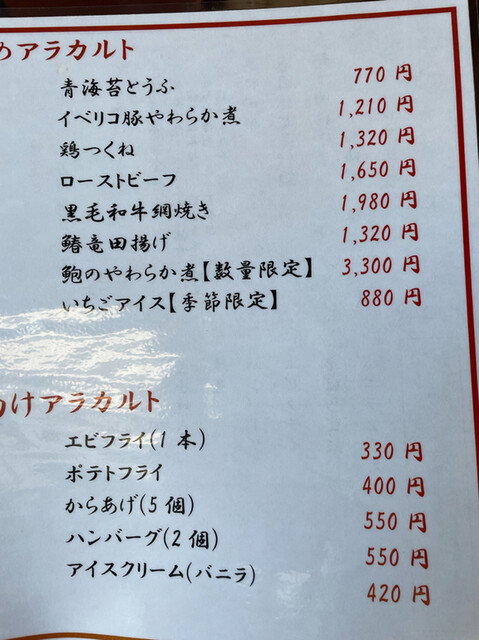 めアラカルト
青海苔とうふ 770円
イベリコ豚やわらか煮 1,210円
鶏つくね 1,320円
ローストビーフ 1,650円
黒毛和牛網焼き 1,980円
鰆竜田揚げ 1,320円
鮑のやわらか煮【数量限定】 3,300円
いちごアイス【季節限定】 880円
けアラカルト
エビフライ(1本) 330円
ポテトフライ 400円
からあげ(5個) 550円
ハンバーグ(2個) 550円
アイスクリーム(バニラ) 420円